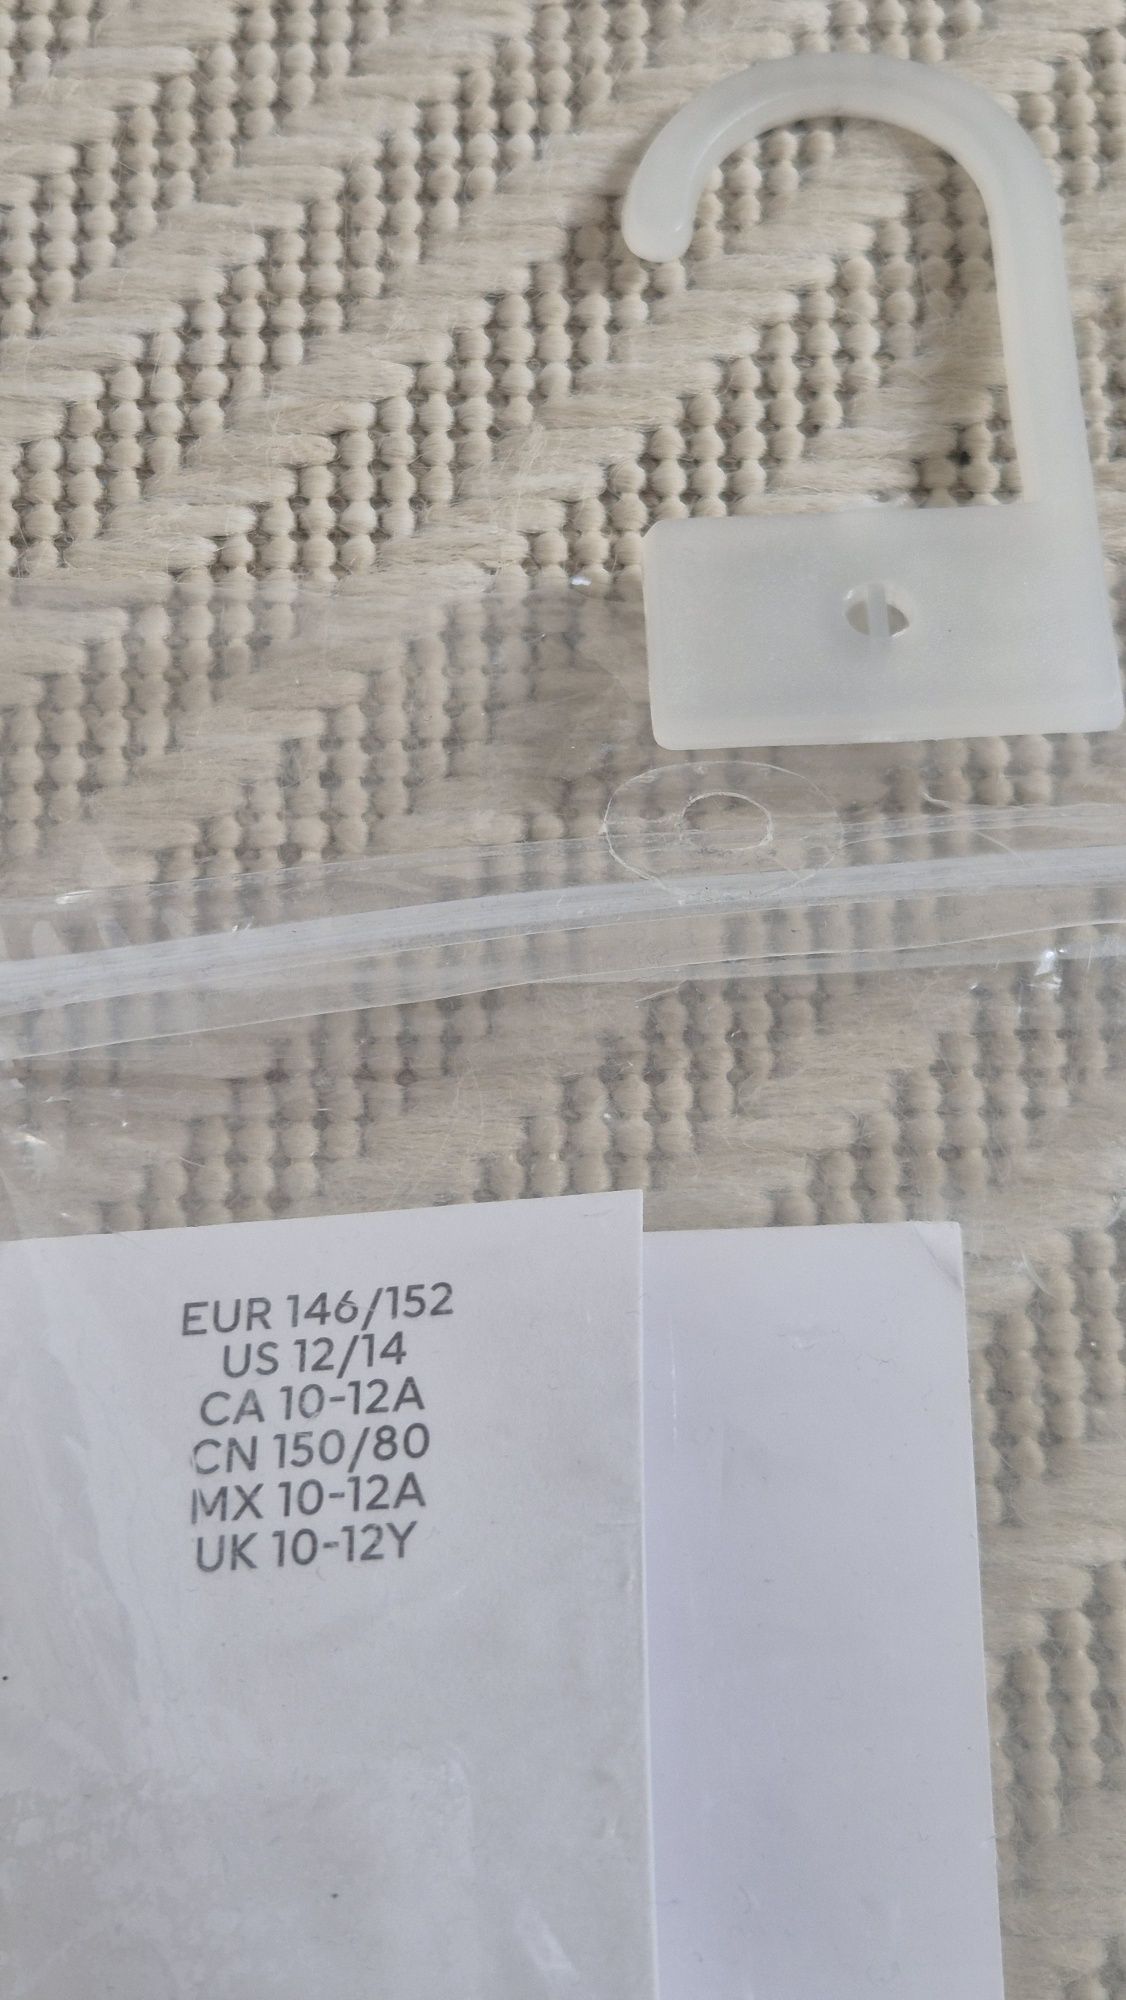 EUR 146/152
US 12/14
CA 10-12A
CN 150/80
MX 10-12A
UK 10-12Y